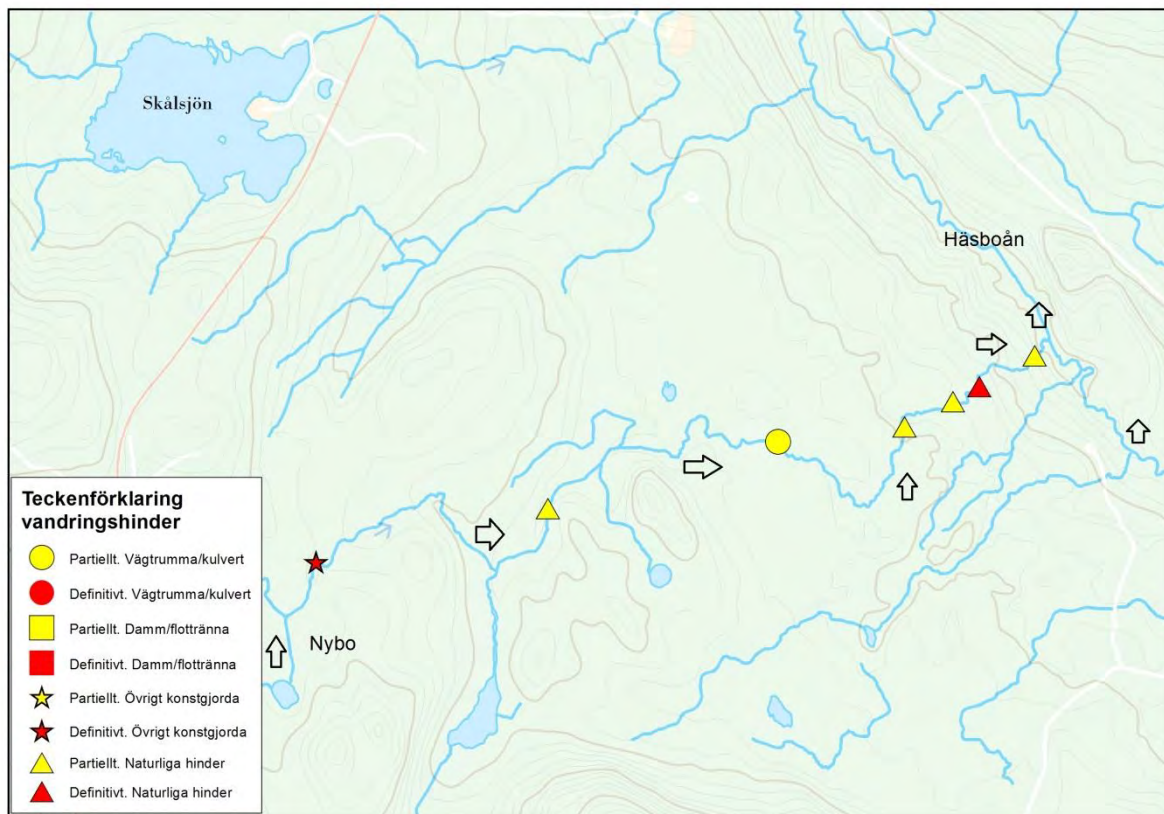 Skålsjön
Häsboån
Nybo
Teckenförklaring
vandringshinder
Partiellt. Vägtrumma/kulvert
Definitivt. Vägtrumma/kulvert
Partiellt. Damm/flottränna
Definitivt. Damm/flottränna
Partiellt. Övrigt konstgjorda
Definitivt. Övrigt konstgjorda
Partiellt. Naturliga hinder
Definitivt. Naturliga hinder